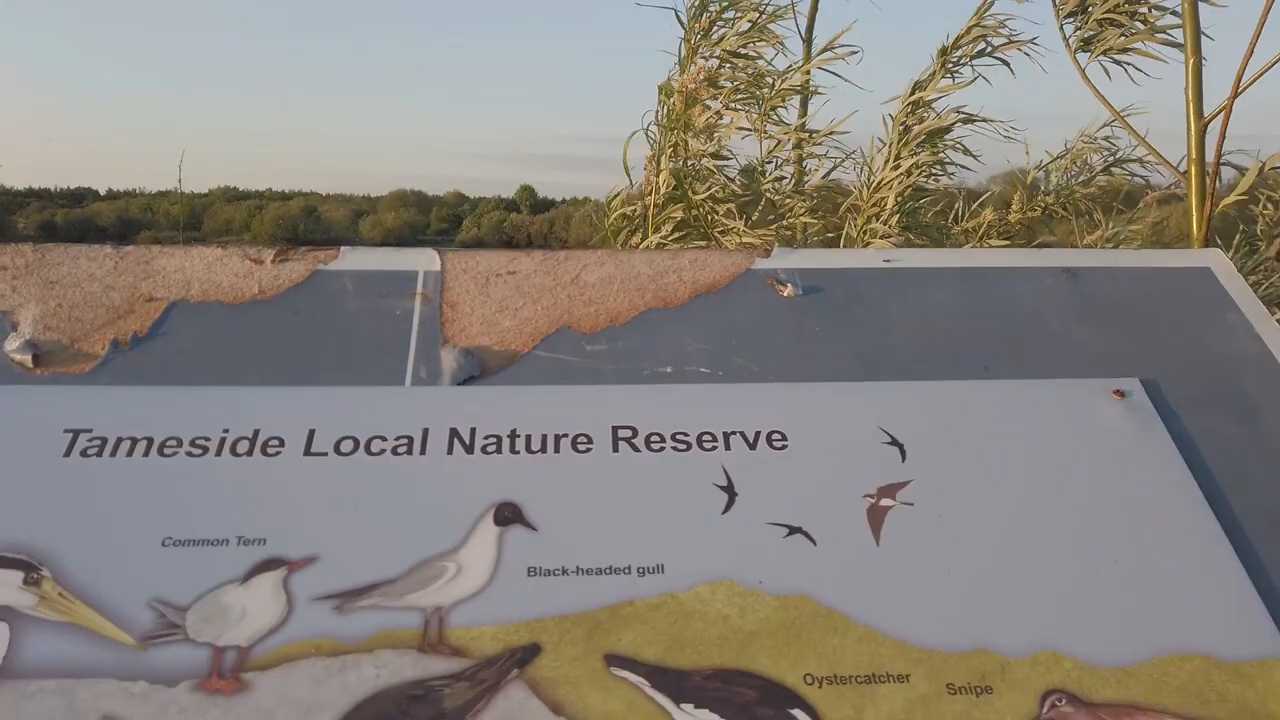 Tameside Local Nature Reserve
Common Tern
Black-headed gull
Oystercatcher
Snipe